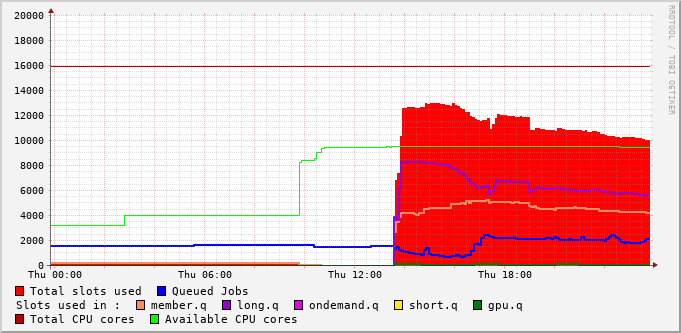 20000
18000
16000
14000
12000
10000
8000
6000
4000
2000
0
Thu 00:00 Thu 06:00 Thu 12:00 Thu 18:00
Total slots used Queued Jobs
Slots used in : member.q long.q ondemand.q short.q gpu.q
Total CPU cores Available CPU cores
RRDTOOL / TOBI OETIKER